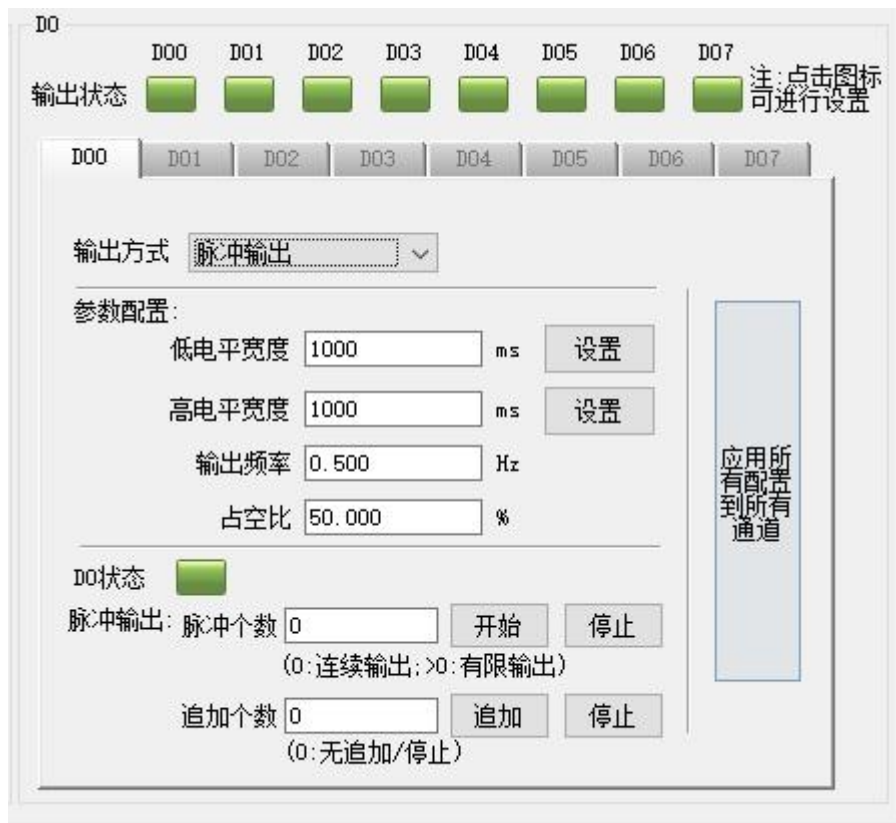 DO
DO0 DO1 DO2 DO3 DO4 DO5 DO6 DO7
输出状态
注:点击图标
可进行设置
DO0 DO1 DO2 DO3 DO4 DO5 DO6 DO7
输出方式 脉冲输出
参数配置:
低电平宽度 1000 ms 设置
高电平宽度 1000 ms 设置
输出频率 0.500 Hz
占空比 50.000 %
应用所
有配置
到所有
通道
DO状态
脉冲输出: 脉冲个数 0 开始 停止
(0:连续输出;>0:有限输出)
追加个数 0 追加 停止
(0:无追加/停止)